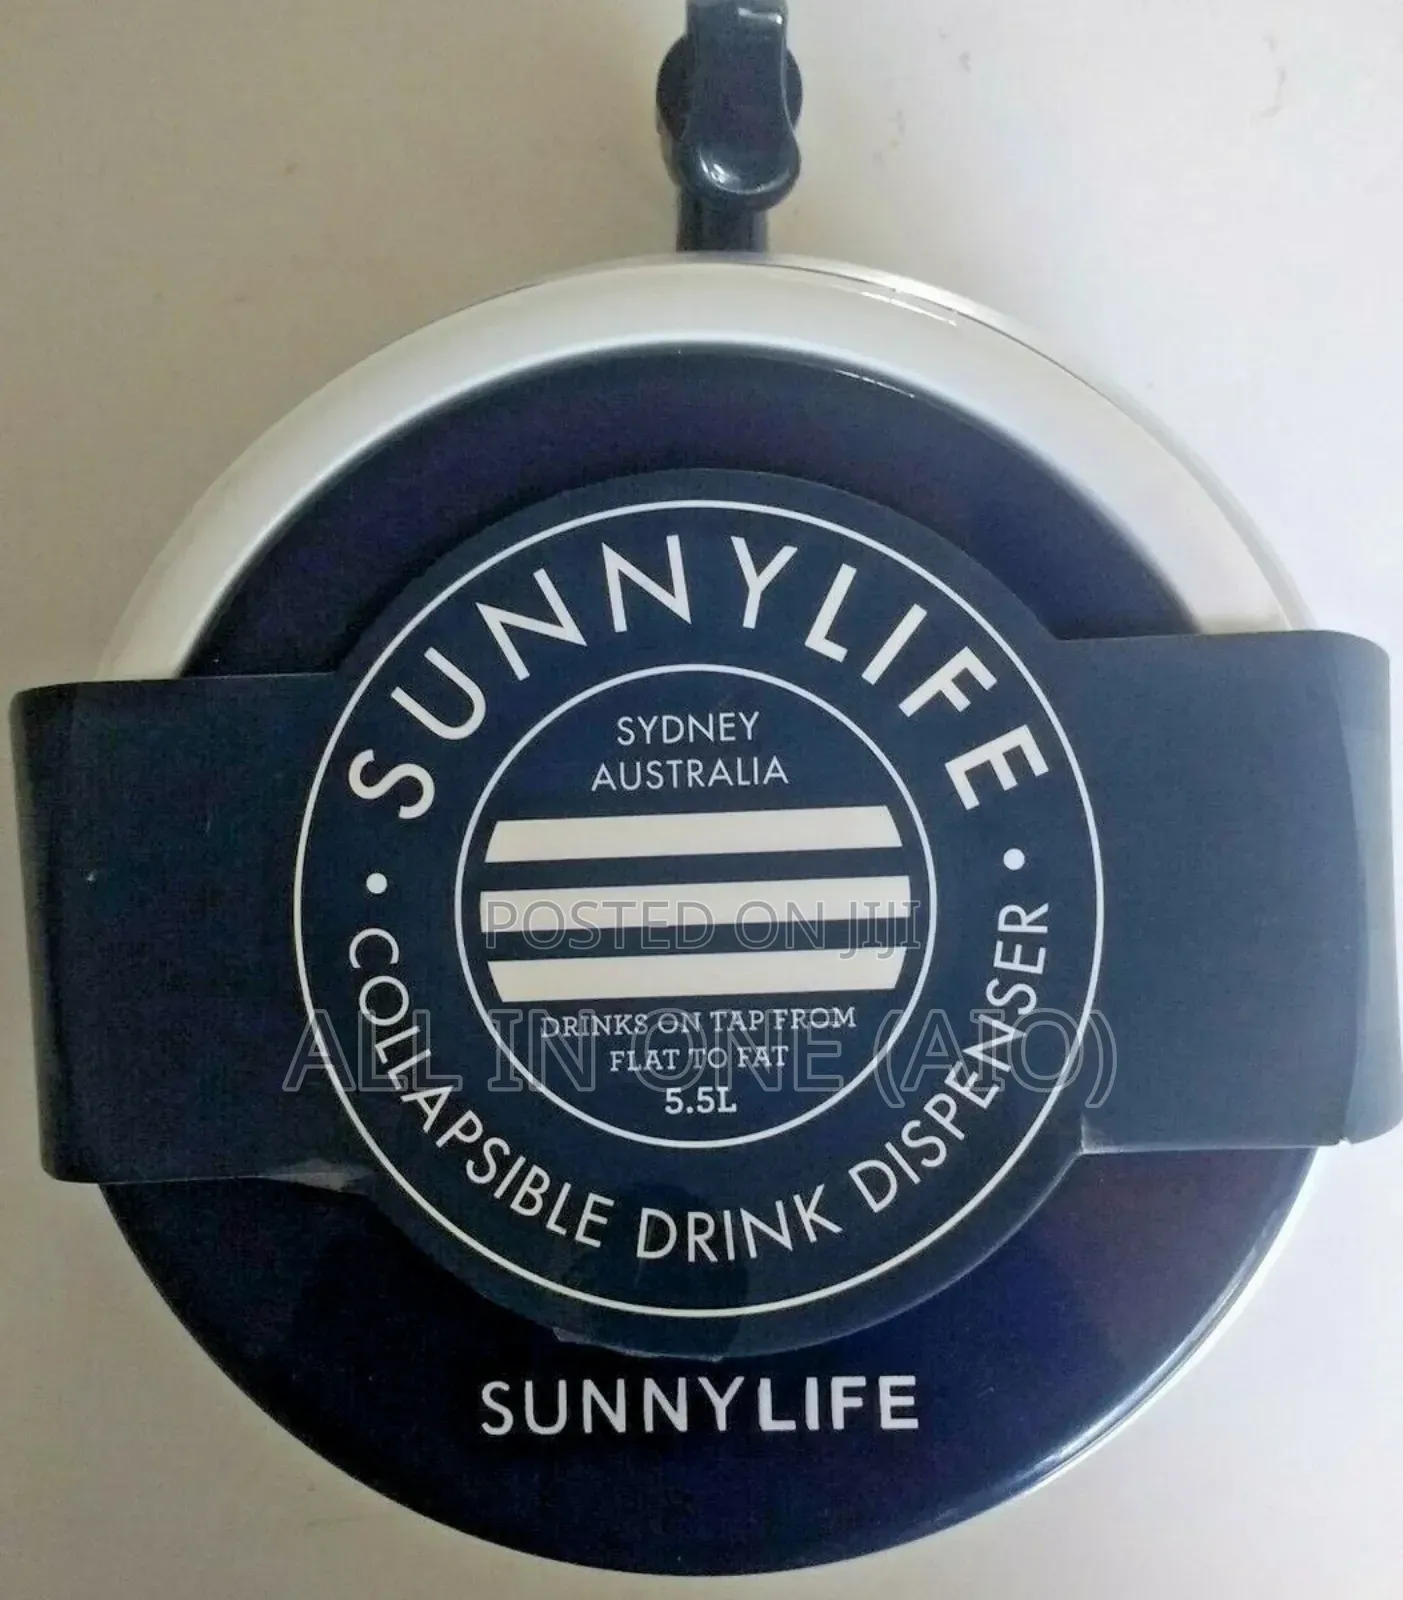 SUNNYLIFE
SYDNEY
AUSTRALIA
POSTED ON JIJI
DRINKS ON TAP FROM
FLAT TO FAT
ALL IN ONE (AIO)
5.5L
• COLLAPSIBLE DRINK DISPENSER •
SUNNYLIFE